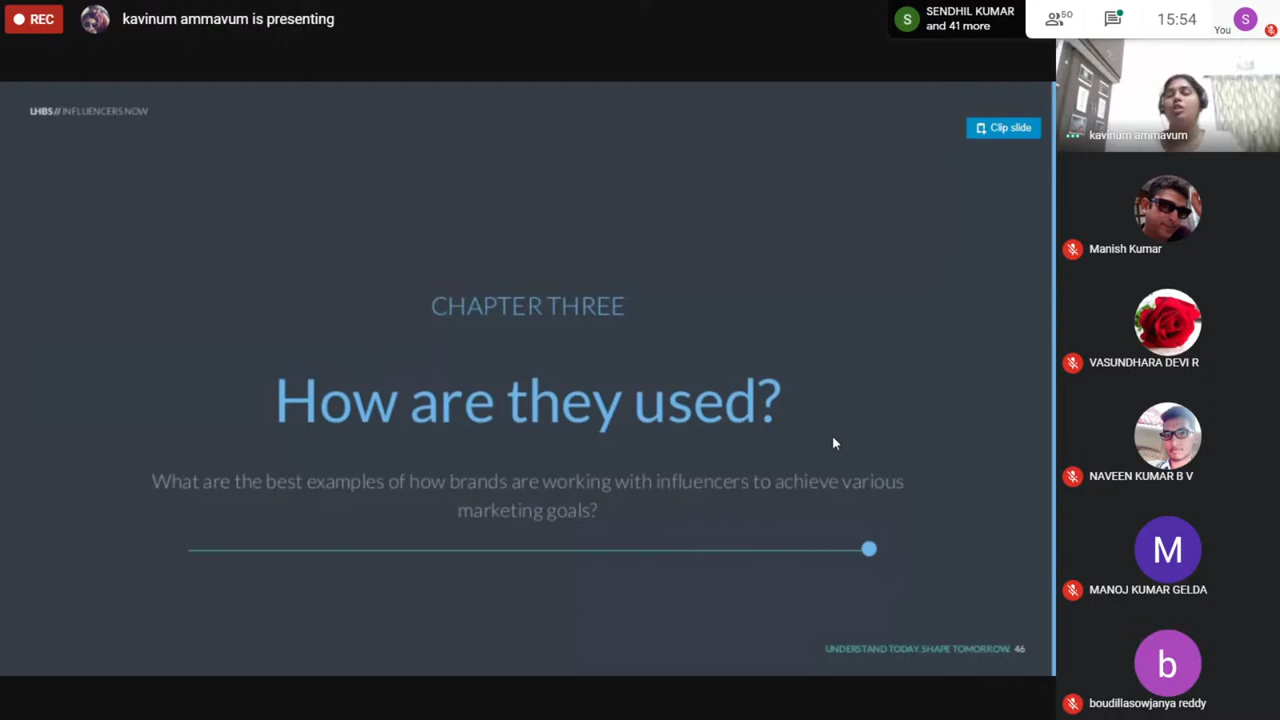 REC
kavinum ammavum is presenting
S
SENDHIL KUMAR
and 41 more
50
15:54
You
S
LHBS// INFLUENCERS NOW
Clip slide
kavinum ammavum
CHAPTER THREE
How are they used?
What are the best examples of how brands are working with influencers to achieve various
marketing goals?
UNDERSTAND TODAY. SHAPE TOMORROW. 46
Manish Kumar
VASUNDHARA DEVI R
NAVEEN KUMAR B V
M
MANOJ KUMAR GELDA
b
boudillasowjanya reddy